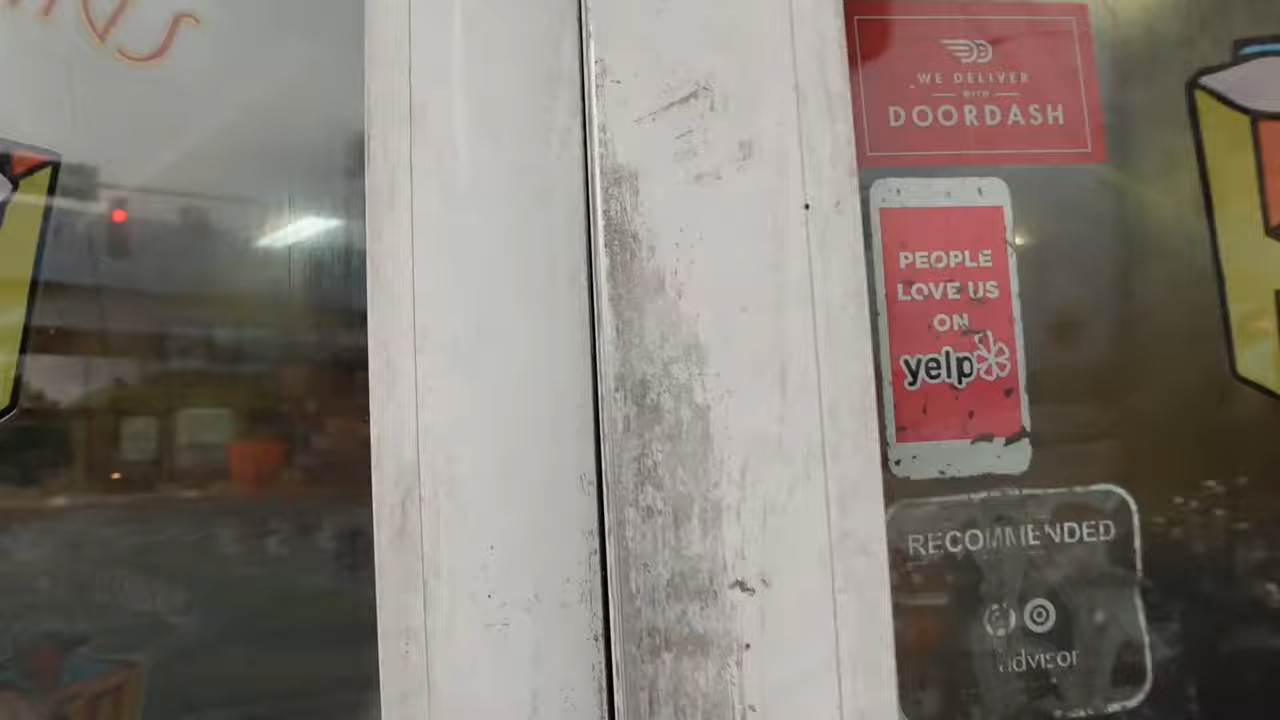 WE DELIVER
WITH
DOORDASH
PEOPLE
LOVE US
ON
yelp
RECOMMENDED
advisor